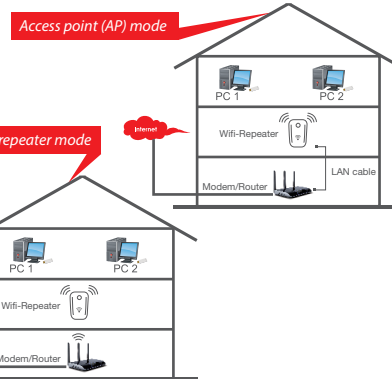 Access point (AP) mode
PC 1
PC 2
Internet
Wifi-Repeater
LAN cable
Modem/Router
repeater mode
PC 1
PC 2
Wifi-Repeater
Modem/Router